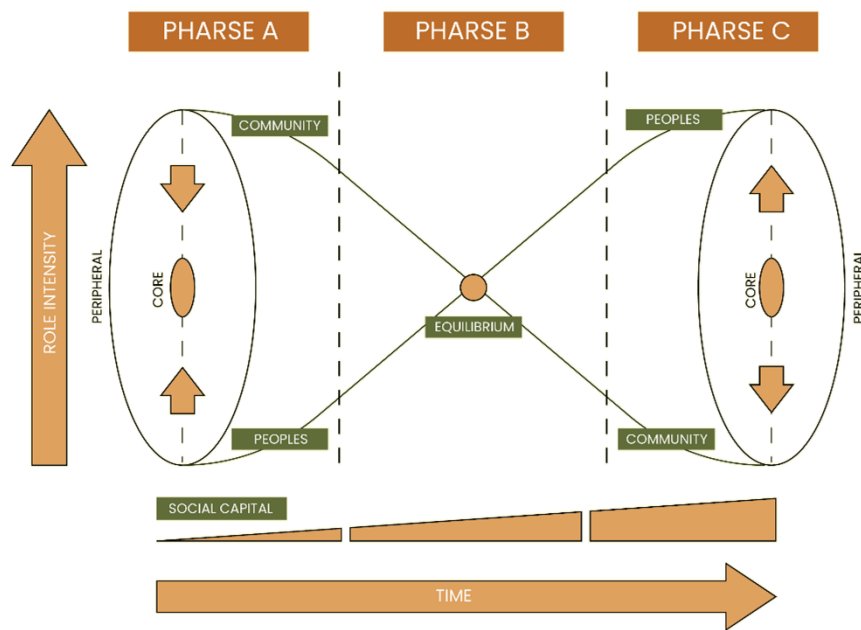 PHARSE A
PHARSE B
PHARSE C
COMMUNITY
PEOPLES
ROLE INTENSITY
PERIPHERAL
CORE
CORE
PERIPHERAL
EQUILIBRIUM
PEOPLES
COMMUNITY
SOCIAL CAPITAL
TIME